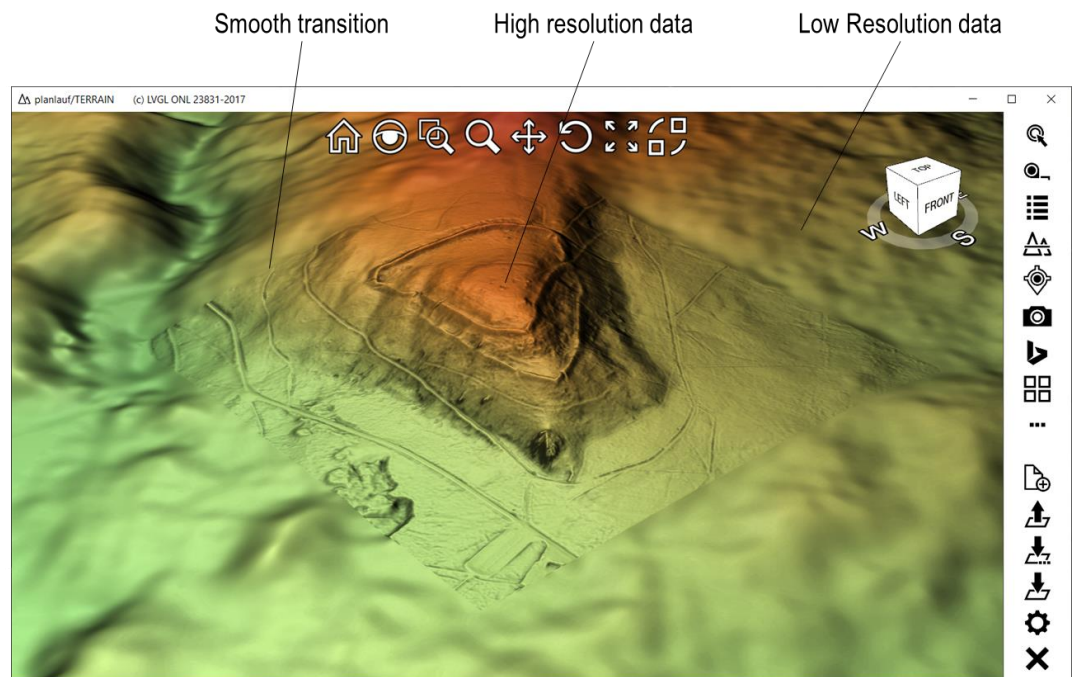 Smooth transition
High resolution data
Low Resolution data
planlauf/TERRAIN
(c) LVGL ONL 23831-2017
TOP
LEFT
FRONT
W
S